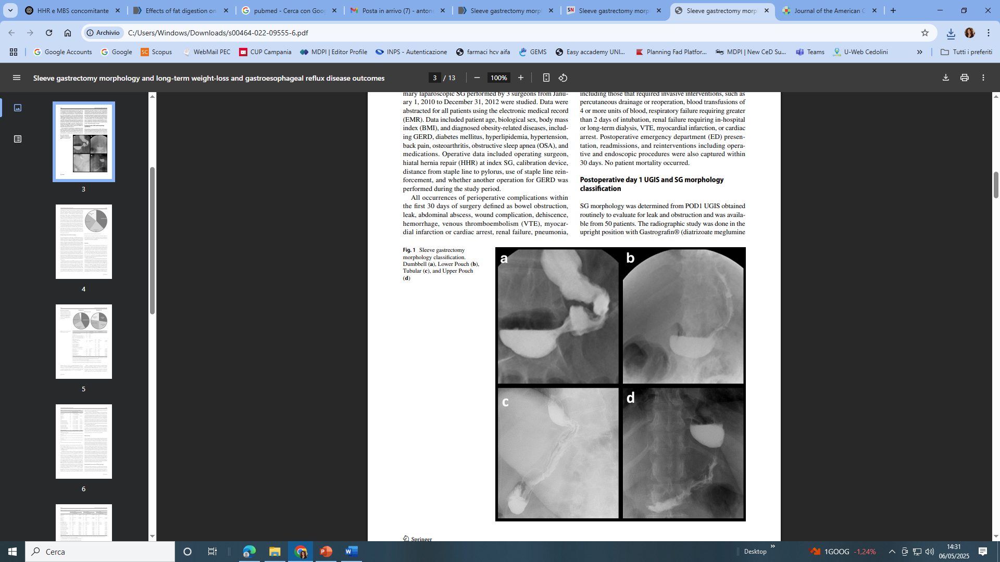 HHR e MBS concomitante
Effects of fat digestion on
pubmed - Cerca con Goo
Posta in arrivo (7) - anton
Sleeve gastrectomy morp
Sleeve gastrectomy morp
Sleeve gastrectomy morp
Journal of the American C
Archivio
C:/Users/Windows/Downloads/s00464-022-09555-6.pdf
Google Accounts
Google
Scopus
WebMail PEC
CUP Campania
MDPI | Editor Profile
INPS - Autenticazione
farmaci hcv aifa
GEMS
Easy accademy UNI...
Planning Fad Platfor...
MDPI | New CeD Su...
Teams
U-Web Cedolini
Tutti i preferiti
Sleeve gastrectomy morphology and long-term weight-loss and gastroesophageal reflux disease outcomes
3 / 13
100%
3
4
5
6
mary laparoscopic SG performed by 3 surgeons from Janu-
ary 1, 2010 to December 31, 2012 were studied. Data were
abstracted for all patients using the electronic medical record
(EMR). Data included patient age, biological sex, body mass
index (BMI), and diagnosed obesity-related diseases, includ-
ing GERD, diabetes mellitus, hyperlipidemia, hypertension,
back pain, osteoarthritis, obstructive sleep apnea (OSA), and
medications. Operative data included operating surgeon,
hiatal hernia repair (HHR) at index SG, calibration device,
distance from staple line to pylorus, use of staple line rein-
forcement, and whether another operation for GERD was
performed during the study period.
All occurrences of perioperative complications within
the first 30 days of surgery defined as bowel obstruction,
leak, abdominal abscess, wound complication, dehiscence,
hemorrhage, venous thromboembolism (VTE), myocar-
dial infarction or cardiac arrest, renal failure, pneumonia,
including those that required invasive interventions, such as
percutaneous drainage or reoperation, blood transfusions of
4 or more units of blood, respiratory failure requiring greater
than 2 days of intubation, renal failure requiring in-hospital
or long-term dialysis, VTE, myocardial infarction, or cardiac
arrest. Postoperative emergency department (ED) presen-
tation, readmissions, and reinterventions including opera-
tive and endoscopic procedures were also captured within
30 days. No patient mortality occurred.
Postoperative day 1 UGIS and SG morphology
classification
SG morphology was determined from POD1 UGIS obtained
routinely to evaluate for leak and obstruction and was availa-
ble from 50 patients. The radiographic study was done in the
upright position with Gastrografin® (diatrizoate meglumine
Fig. 1 Sleeve gastrectomy
morphology classification.
Dumbbell (a), Lower Pouch (b),
Tubular (c), and Upper Pouch
(d)
a
b
c
d
Springer
Cerca
Desktop
1GOOG -1,24%
14:31
06/05/2025